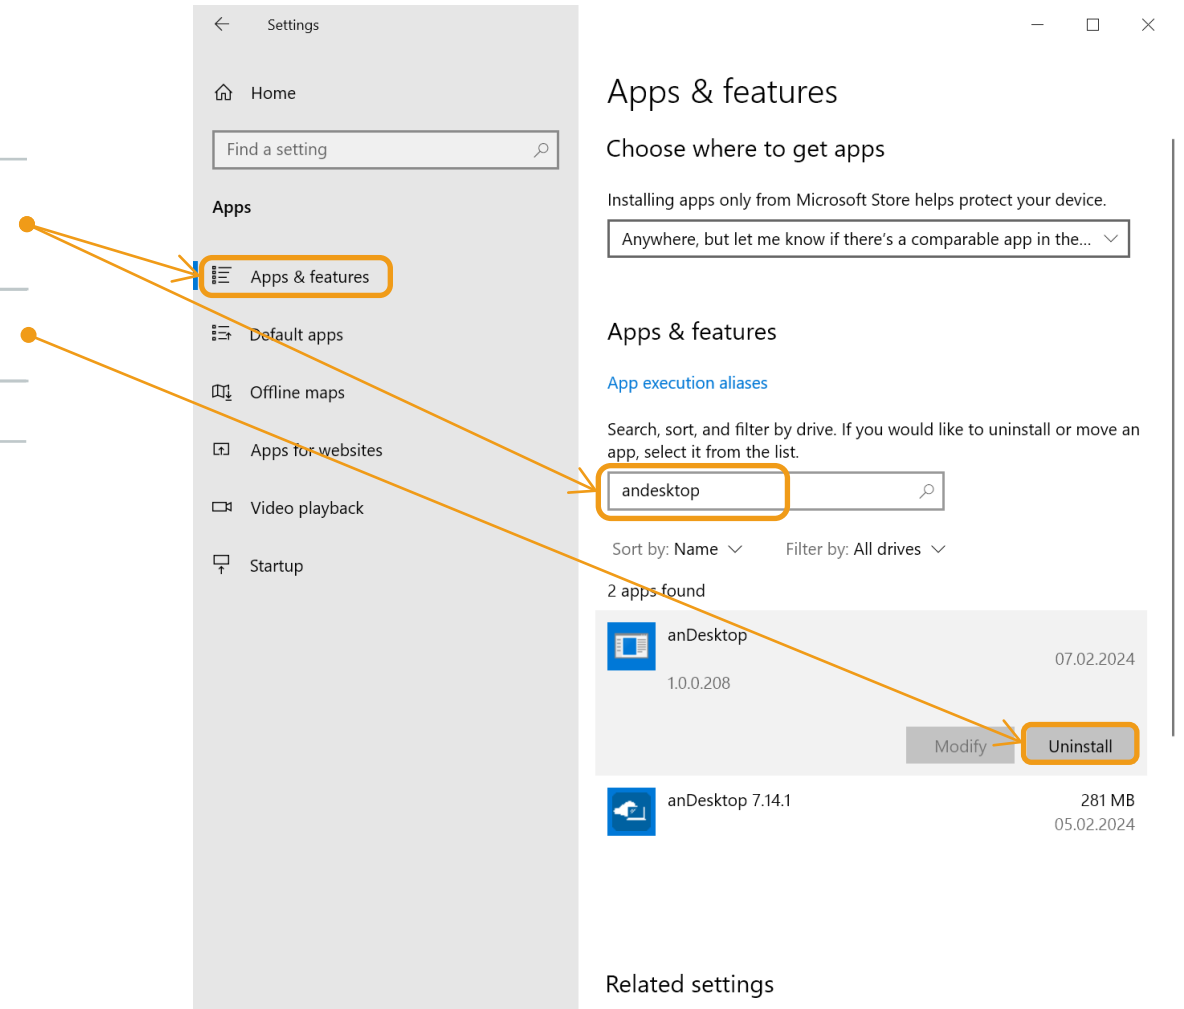 Settings
Home
Find a setting
Apps
Apps & features
Default apps
Offline maps
Apps for websites
Video playback
Startup
Apps & features
Choose where to get apps
Installing apps only from Microsoft Store helps protect your device.
Anywhere, but let me know if there's a comparable app in the...
Apps & features
App execution aliases
Search, sort, and filter by drive. If you would like to uninstall or move an
app, select it from the list.
andesktop
Sort by: Name Filter by: All drives
2 apps found
anDesktop
07.02.2024
1.0.0.208
Modify Uninstall
anDesktop 7.14.1 281 MB
05.02.2024
Related settings